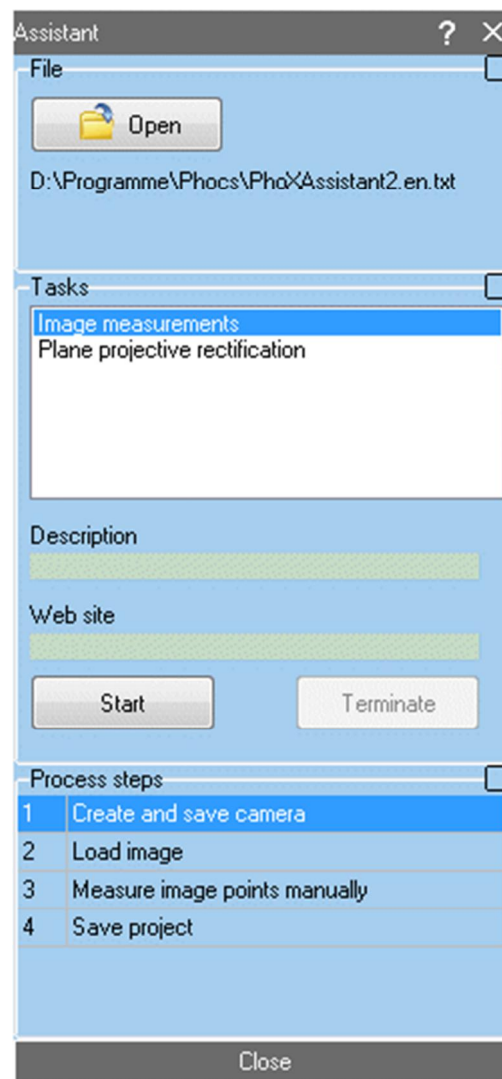 Assistant ? X
File
Open
D:\Programme\Phocs\PhoXAssistant2.en.txt
Tasks
Image measurements
Plane projective rectification
Description
Web site
Start Terminate
Process steps
1 Create and save camera
2 Load image
3 Measure image points manually
4 Save project
Close